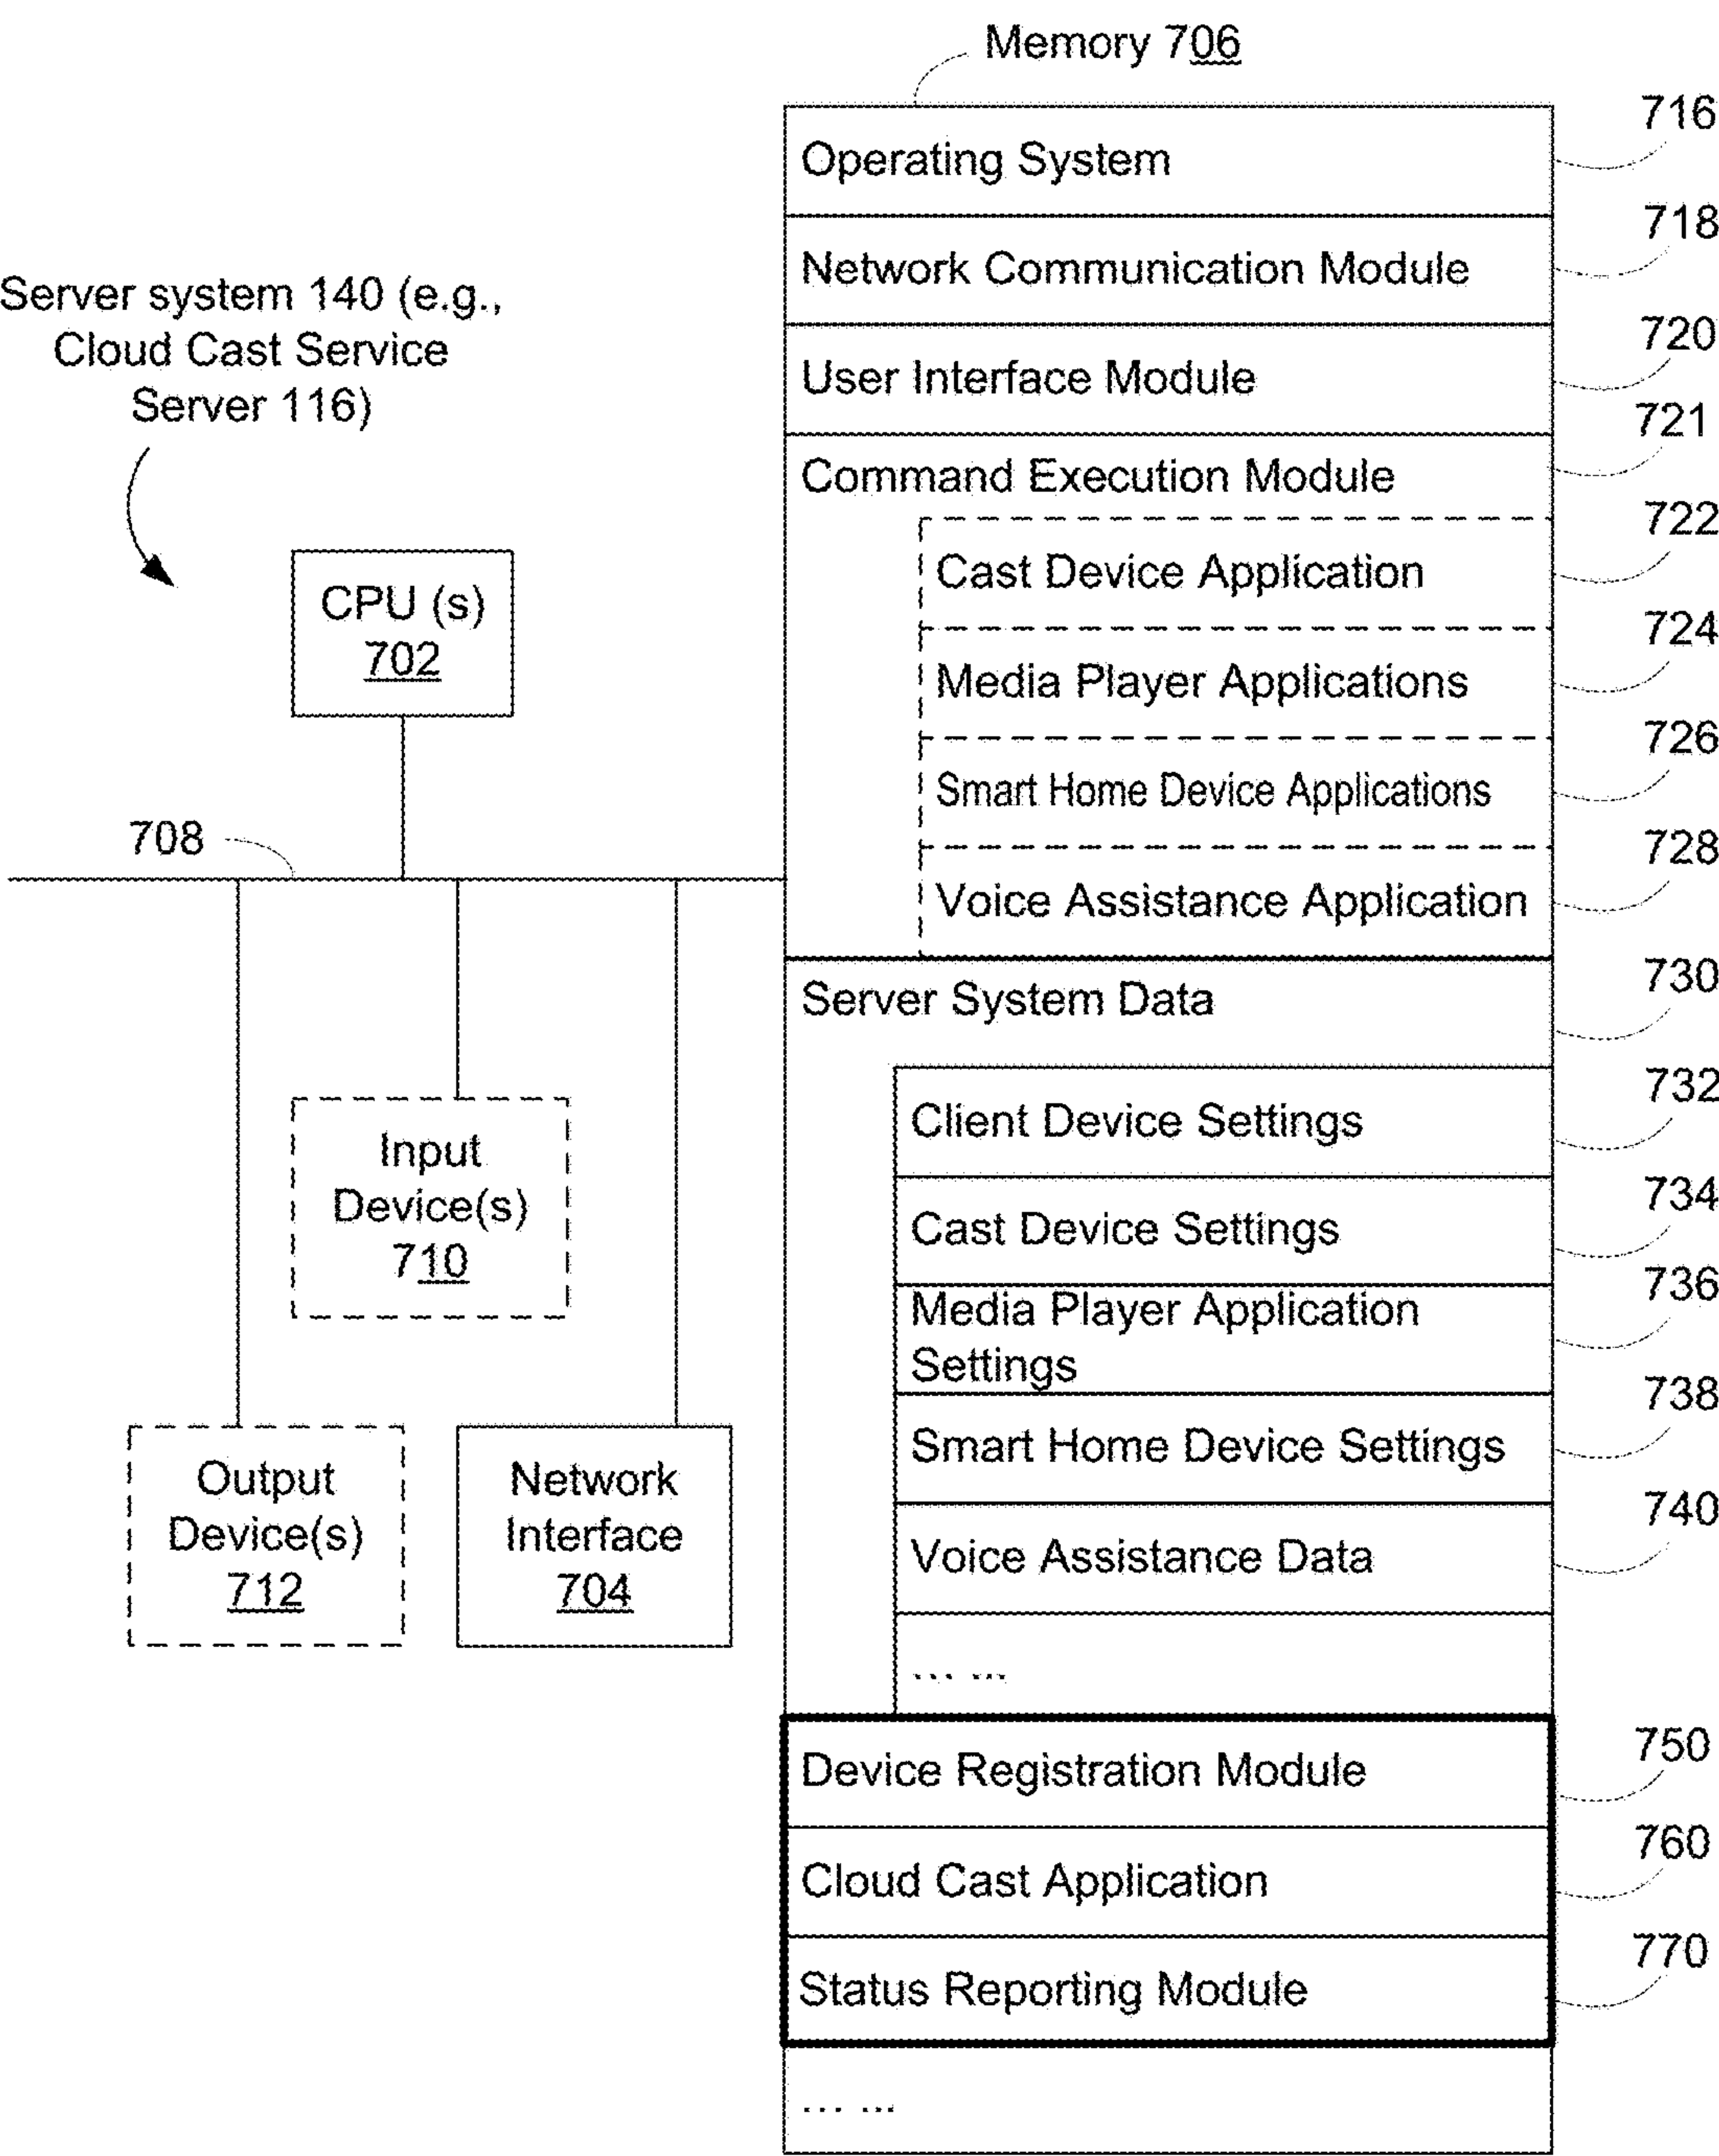 Memory 706
Operating System
716
Network Communication Module
718
User Interface Module
720
Command Execution Module
721
Cast Device Application
722
Media Player Applications
724
Smart Home Device Applications
726
Voice Assistance Application
728
Server System Data
730
Client Device Settings
732
Cast Device Settings
734
Media Player Application
Settings
736
Smart Home Device Settings
738
Voice Assistance Data
740
... ...
Device Registration Module
750
Cloud Cast Application
760
Status Reporting Module
770
... ...
Server system 140 (e.g.,
Cloud Cast Service
Server 116)
CPU (s)
702
708
Input
Device(s)
710
Output
Device(s)
712
Network
Interface
704